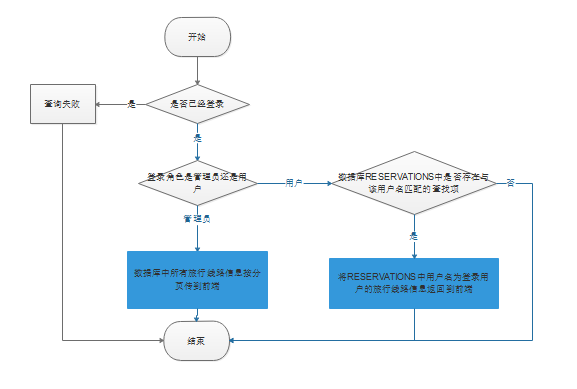 开始
查询失败
是
是否已经登录
是
登录角色是管理员还是用
户
用户
数据库RESERVATIONS中是否存在与
该用户名匹配的查找项
否
管理员
是
数据库中所有旅行线路信息按分
页传到前端
将RESERVATIONS中用户名为登录用
户的旅行线路信息返回到前端
结束